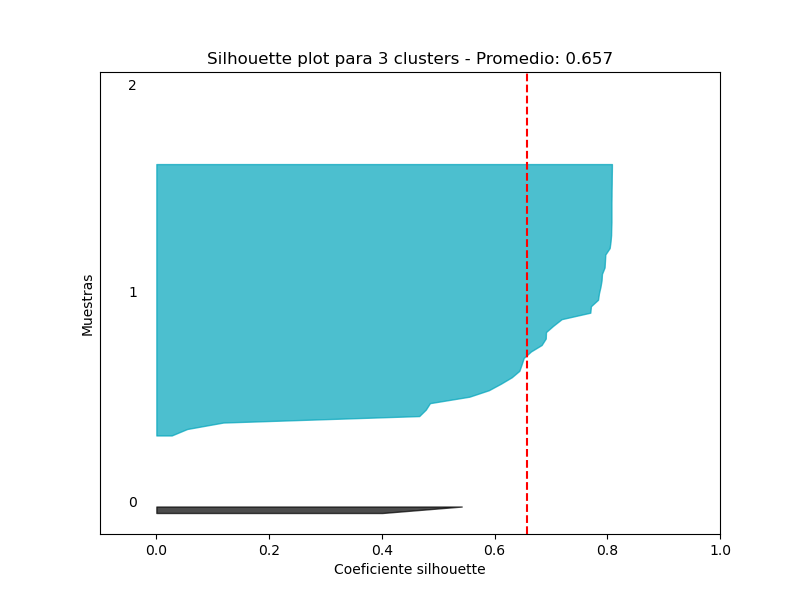 Silhouette plot para 3 clusters - Promedio: 0.657
2
1
0
Muestras
0.0 0.2 0.4 0.6 0.8 1.0
Coeficiente silhouette